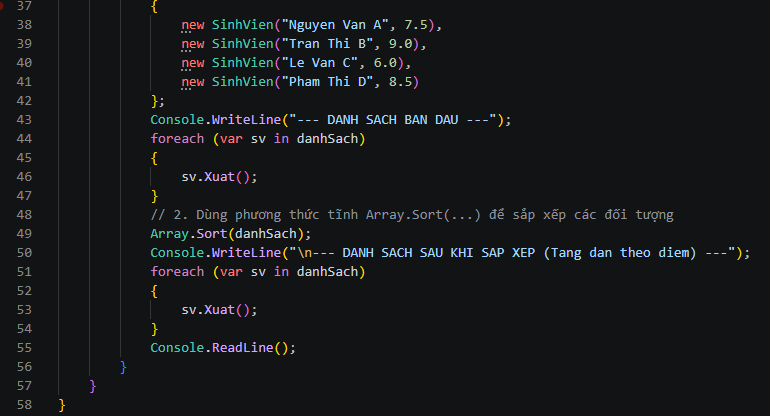 37 {
38 new SinhVien("Nguyen Van A", 7.5),
39 new SinhVien("Tran Thi B", 9.0),
40 new SinhVien("Le Van C", 6.0),
41 new SinhVien("Pham Thi D", 8.5)
42 };
43 Console.WriteLine("--- DANH SACH BAN DAU ---");
44 foreach (var sv in danhSach)
45 {
46 sv.Xuat();
47 }
48 // 2. Dùng phương thức tĩnh Array.Sort(...) để sắp xếp các đối tượng
49 Array.Sort(danhSach);
50 Console.WriteLine("\n--- DANH SACH SAU KHI SAP XEP (Tang dan theo diem) ---");
51 foreach (var sv in danhSach)
52 {
53 sv.Xuat();
54 }
55 Console.ReadLine();
56 }
57 }
58 }